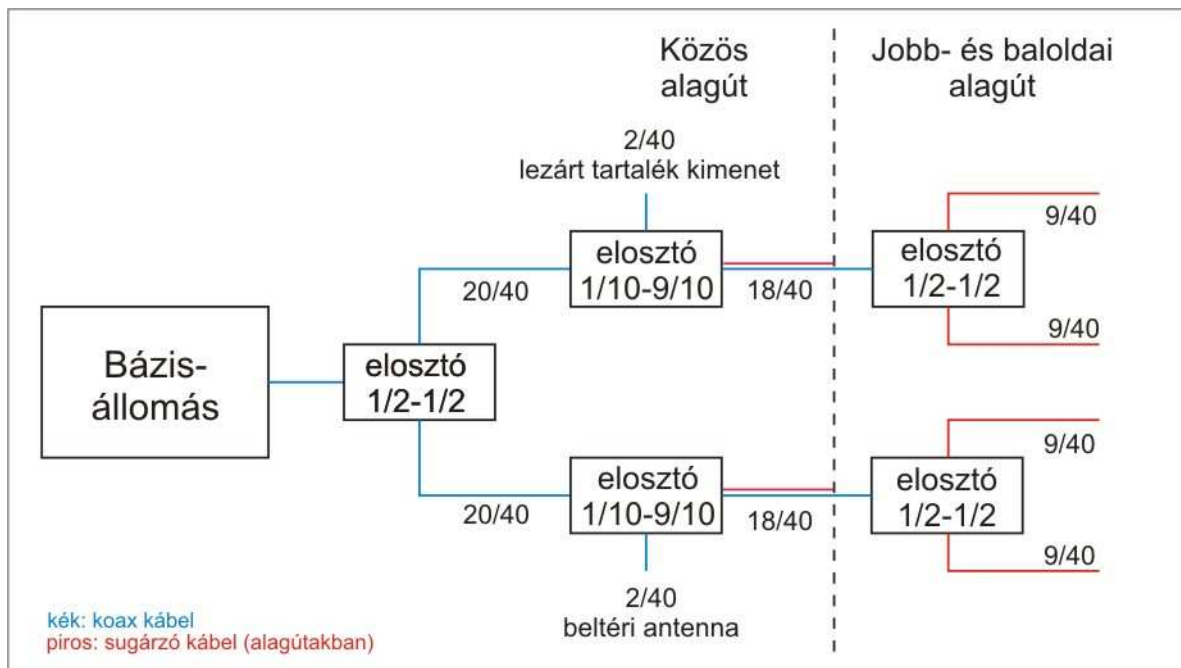 Közös
alagút
Jobb- és baloldai
alagút
2/40
lezárt tartalék kimenet
9/40
elosztó
1/10-9/10
elosztó
1/2-1/2
20/40
18/40
9/40
Bázis-
állomás
elosztó
1/2-1/2
9/40
elosztó
1/10-9/10
elosztó
1/2-1/2
20/40
18/40
9/40
2/40
beltéri antenna
kék: koax kábel
piros: sugárzó kábel (alagútakban)